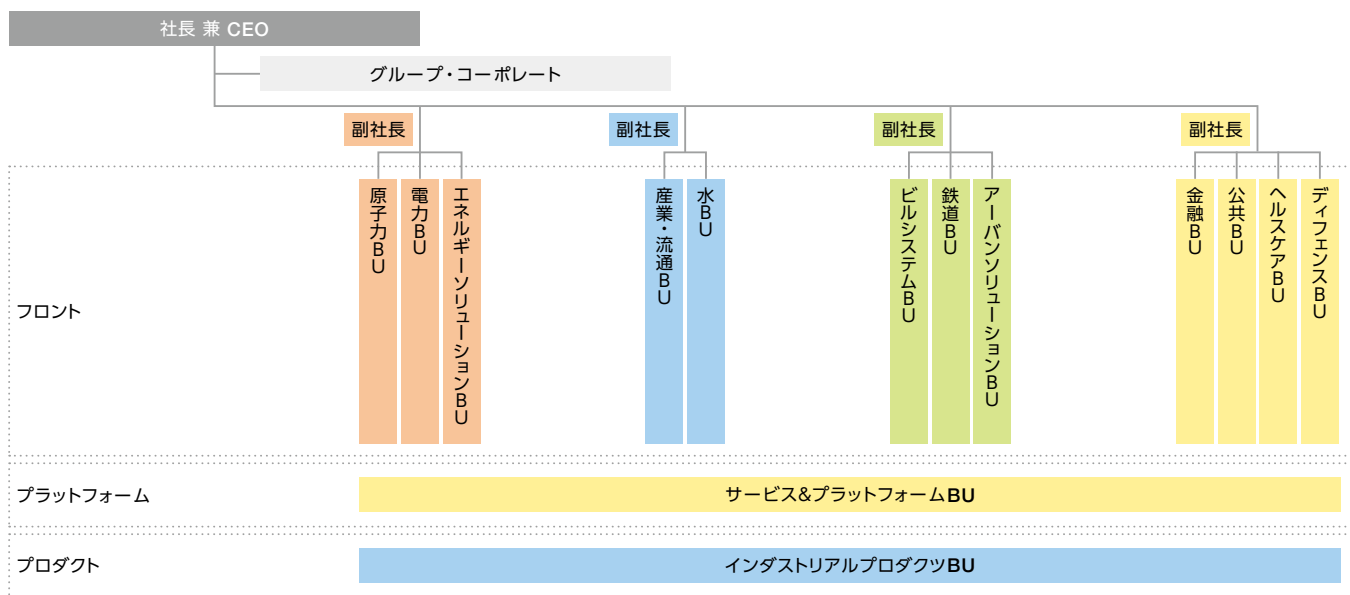 社長 兼 CEO
グループ・コーポレート
副社長
副社長
副社長
副社長
フロント
原子力BU
電力BU
エネルギーソリューションBU
産業・流通BU
水BU
ビルシステムBU
鉄道BU
アーバンソリューションBU
金融BU
公共BU
ヘルスケアBU
ディフェンスBU
プラットフォーム
サービス&プラットフォームBU
プロダクト
インダストリアルプロダクツBU